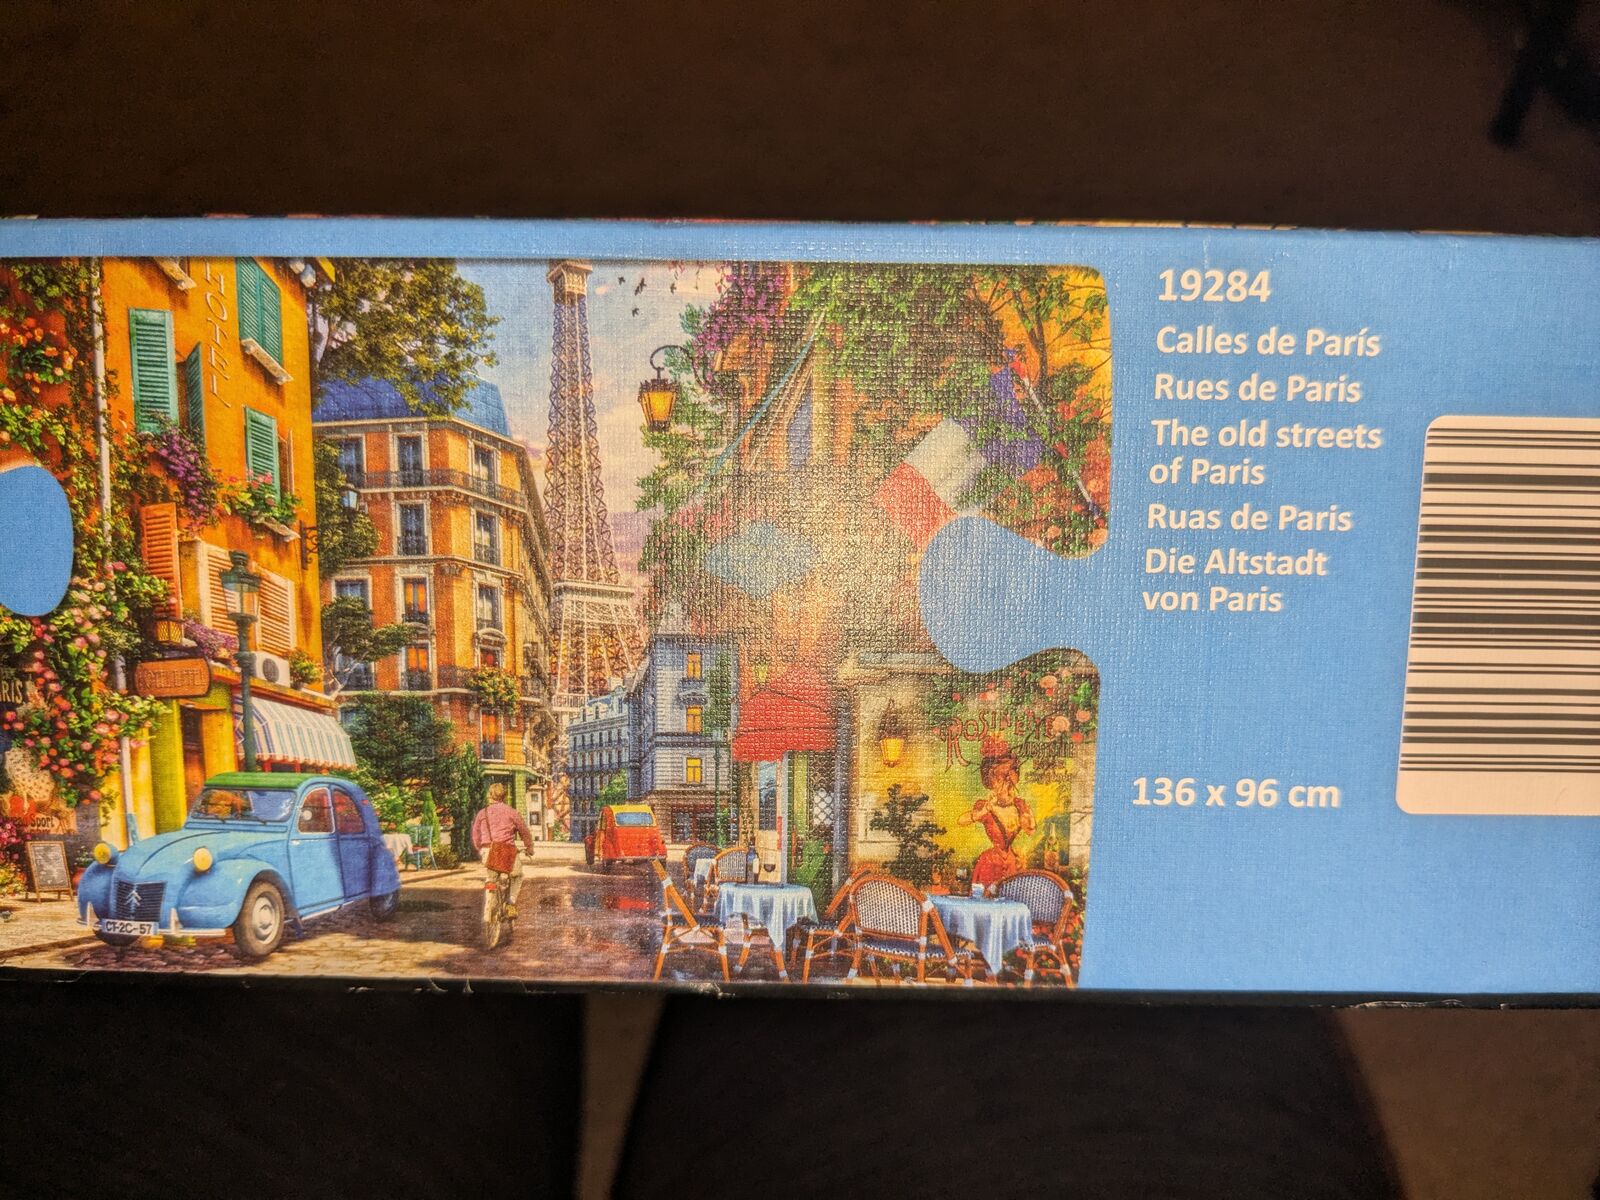 HOTEL
19284
Calles de París
Rues de Paris
The old streets
of Paris
Ruas de Paris
Die Altstadt
von Paris
136 x 96 cm
Sport
CT-2C-57